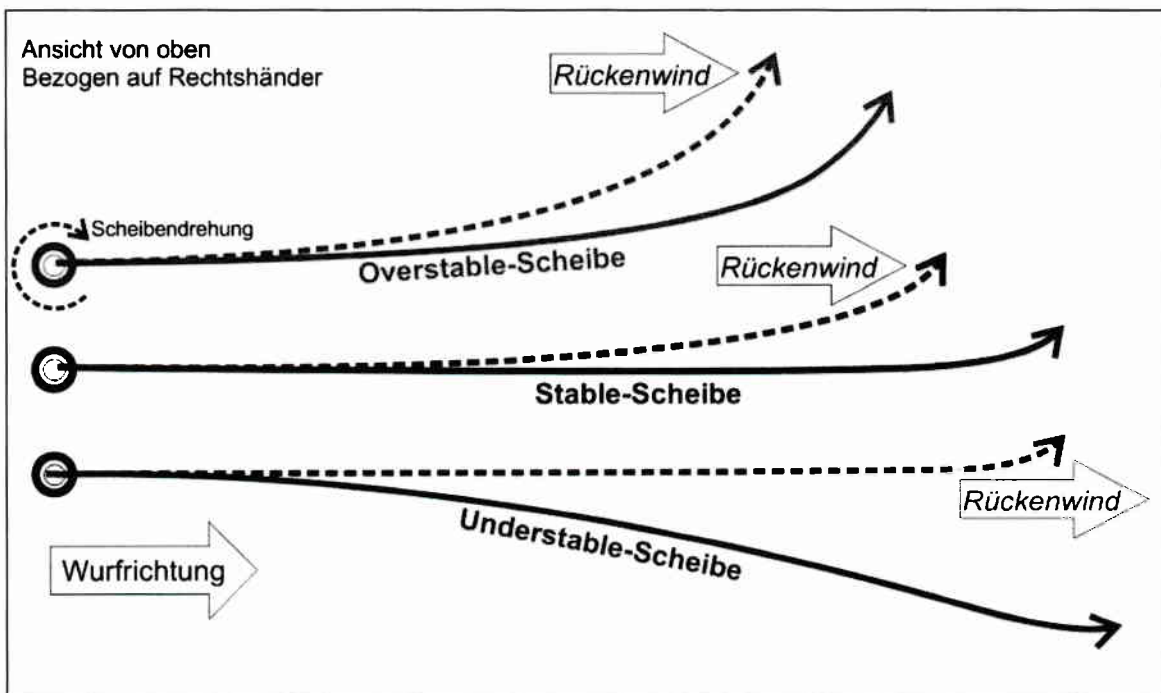 Ansicht von oben
Bezogen auf Rechtshänder
Rückenwind
Scheibendrehung
Overstable-Scheibe
Rückenwind
Stable-Scheibe
Rückenwind
Understable-Scheibe
Wurfrichtung